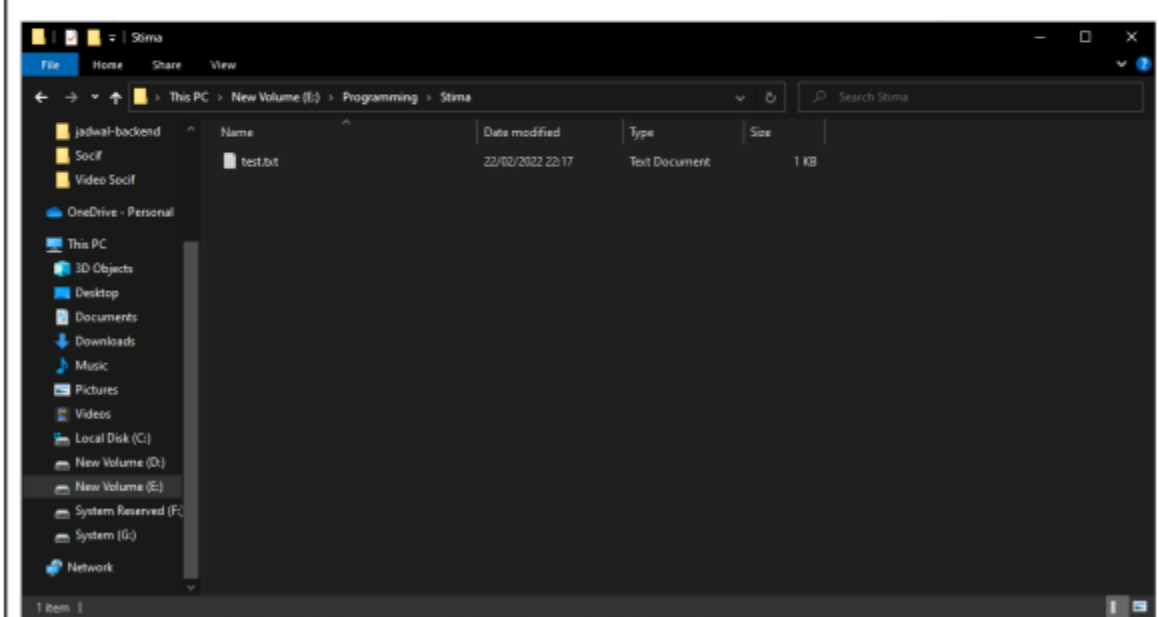 Stima
File Home Share View
This PC > New Volume (E:) > Programming > Stima
Search Stima
Name Date modified Type Size
test.txt 22/02/2022 22:17 Text Document 1 KB
jadwal-backend
Socif
Video Socif
OneDrive - Personal
This PC
3D Objects
Desktop
Documents
Downloads
Music
Pictures
Videos
Local Disk (C:)
New Volume (D:)
New Volume (E:)
System Reserved (F:)
System (G:)
Network
1 item